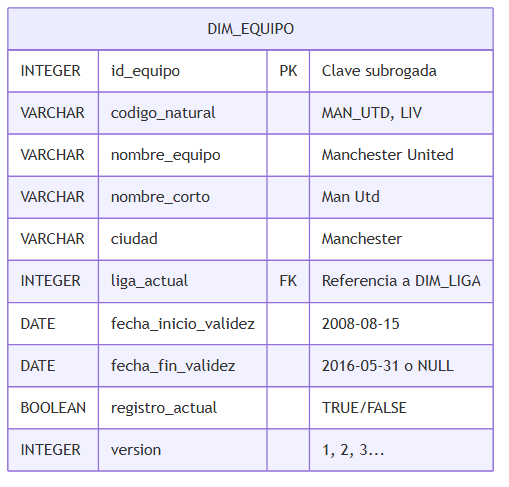 DIM_EQUIPO
INTEGER id_equipo PK Clave subrogada
VARCHAR codigo_natural MAN_UTD, LIV
VARCHAR nombre_equipo Manchester United
VARCHAR nombre_corto Man Utd
VARCHAR ciudad Manchester
INTEGER liga_actual FK Referencia a DIM_LIGA
DATE fecha_inicio_validez 2008-08-15
DATE fecha_fin_validez 2016-05-31 o NULL
BOOLEAN registro_actual TRUE/FALSE
INTEGER version 1, 2, 3...